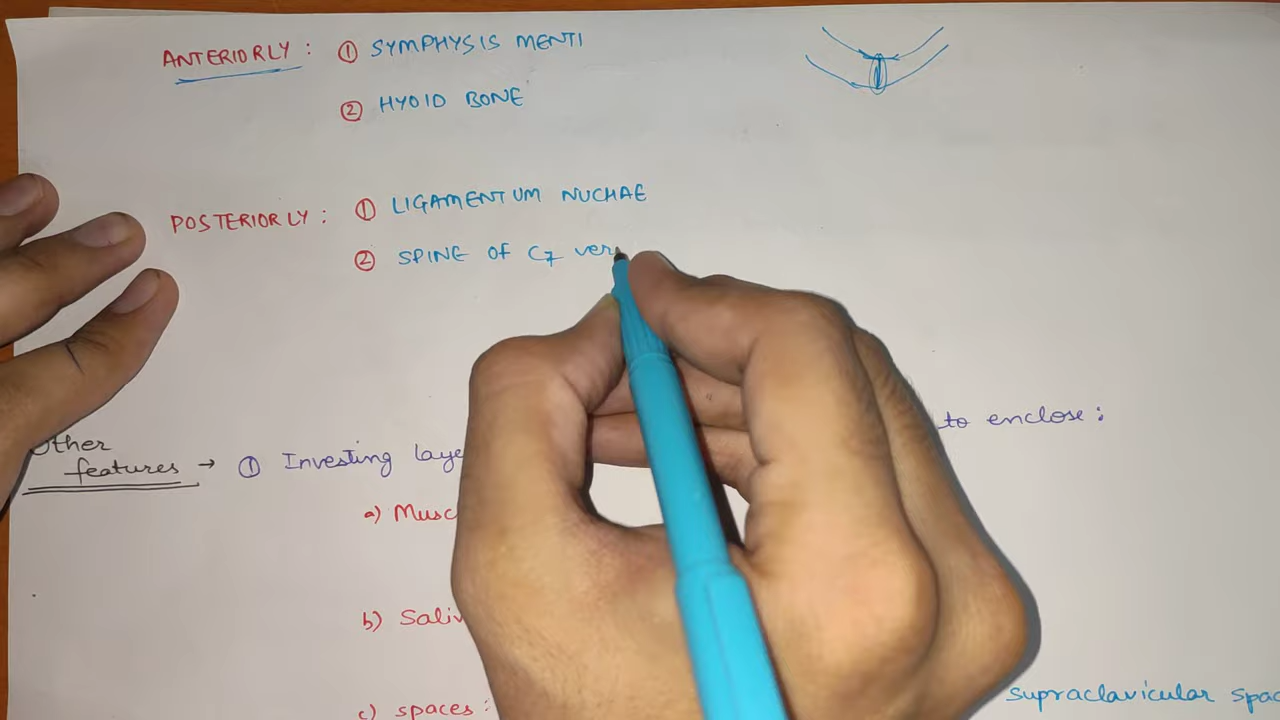 ANTERIORLY : ① SYMPHYSIS MENTI
② HYOID BONE
POSTERIORLY : ① LIGAMENTUM NUCHAE
② SPINE Of C7 ver
Other
features → ① Investing laye to enclose :
a) Musc
b) Saliv
c) spaces : supraclavicular spac